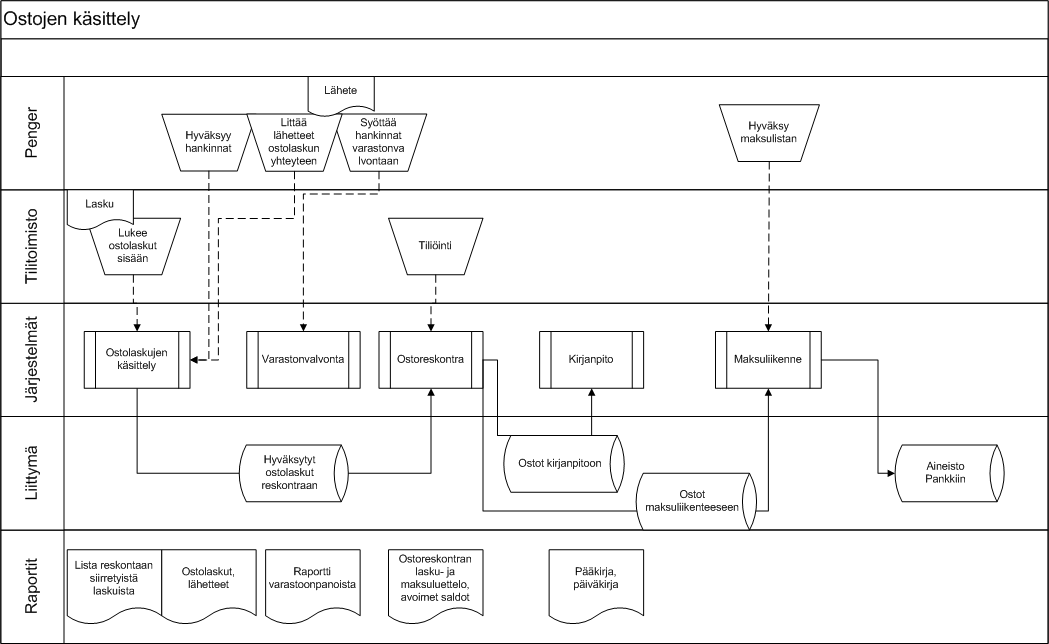 Ostojen käsittely
Penger
Lähete
Hyväksyy
hankinnat
Littää
lähetteet
ostolaskun
yhteyteen
Syöttää
hankinnat
varastonva
lvontaan
Hyväksy
maksulistan
Tilitoimisto
Lasku
Lukee
ostolaskut
sisään
Tiliöinti
Järjestelmät
Ostolaskujen
käsittely
Varastonvalvonta
Ostoreskontra
Kirjanpito
Maksuliikenne
Liittymä
Hyväksytyt
ostolaskut
reskontraan
Ostot kirjanpitoon
Ostot
maksuliikenteeseen
Aineisto
Pankkiin
Raportit
Lista reskontaan
siirretyistä
laskuista
Ostolaskut,
lähetteet
Raportti
varastoonpanoista
Ostoreskontran
lasku- ja
maksuluettelo,
avoimet saldot
Pääkirja,
päiväkirja